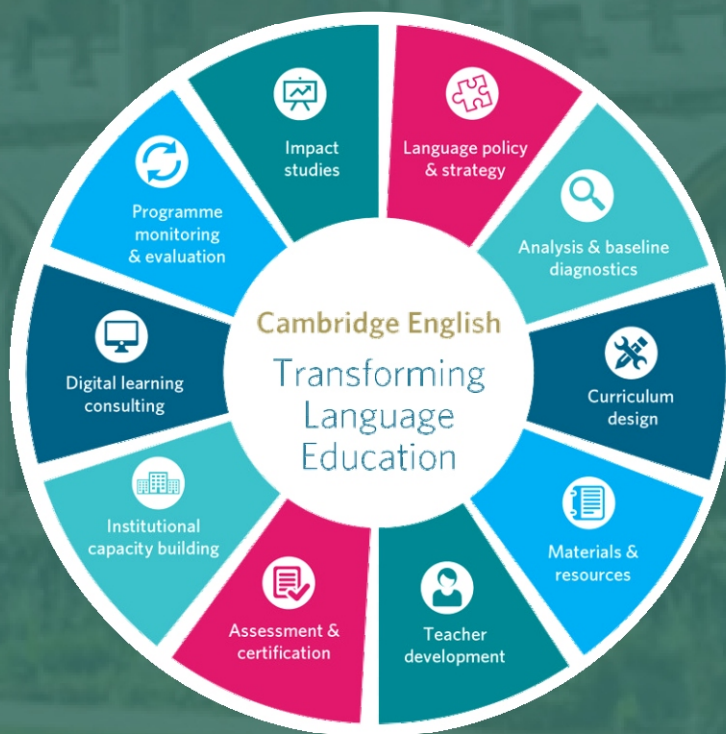 Cambridge English
Transforming
Language
Education
Language policy
& strategy
Analysis & baseline
diagnostics
Curriculum
design
Materials &
resources
Teacher
development
Assessment &
certification
Institutional
capacity building
Digital learning
consulting
Programme
monitoring
& evaluation
Impact
studies